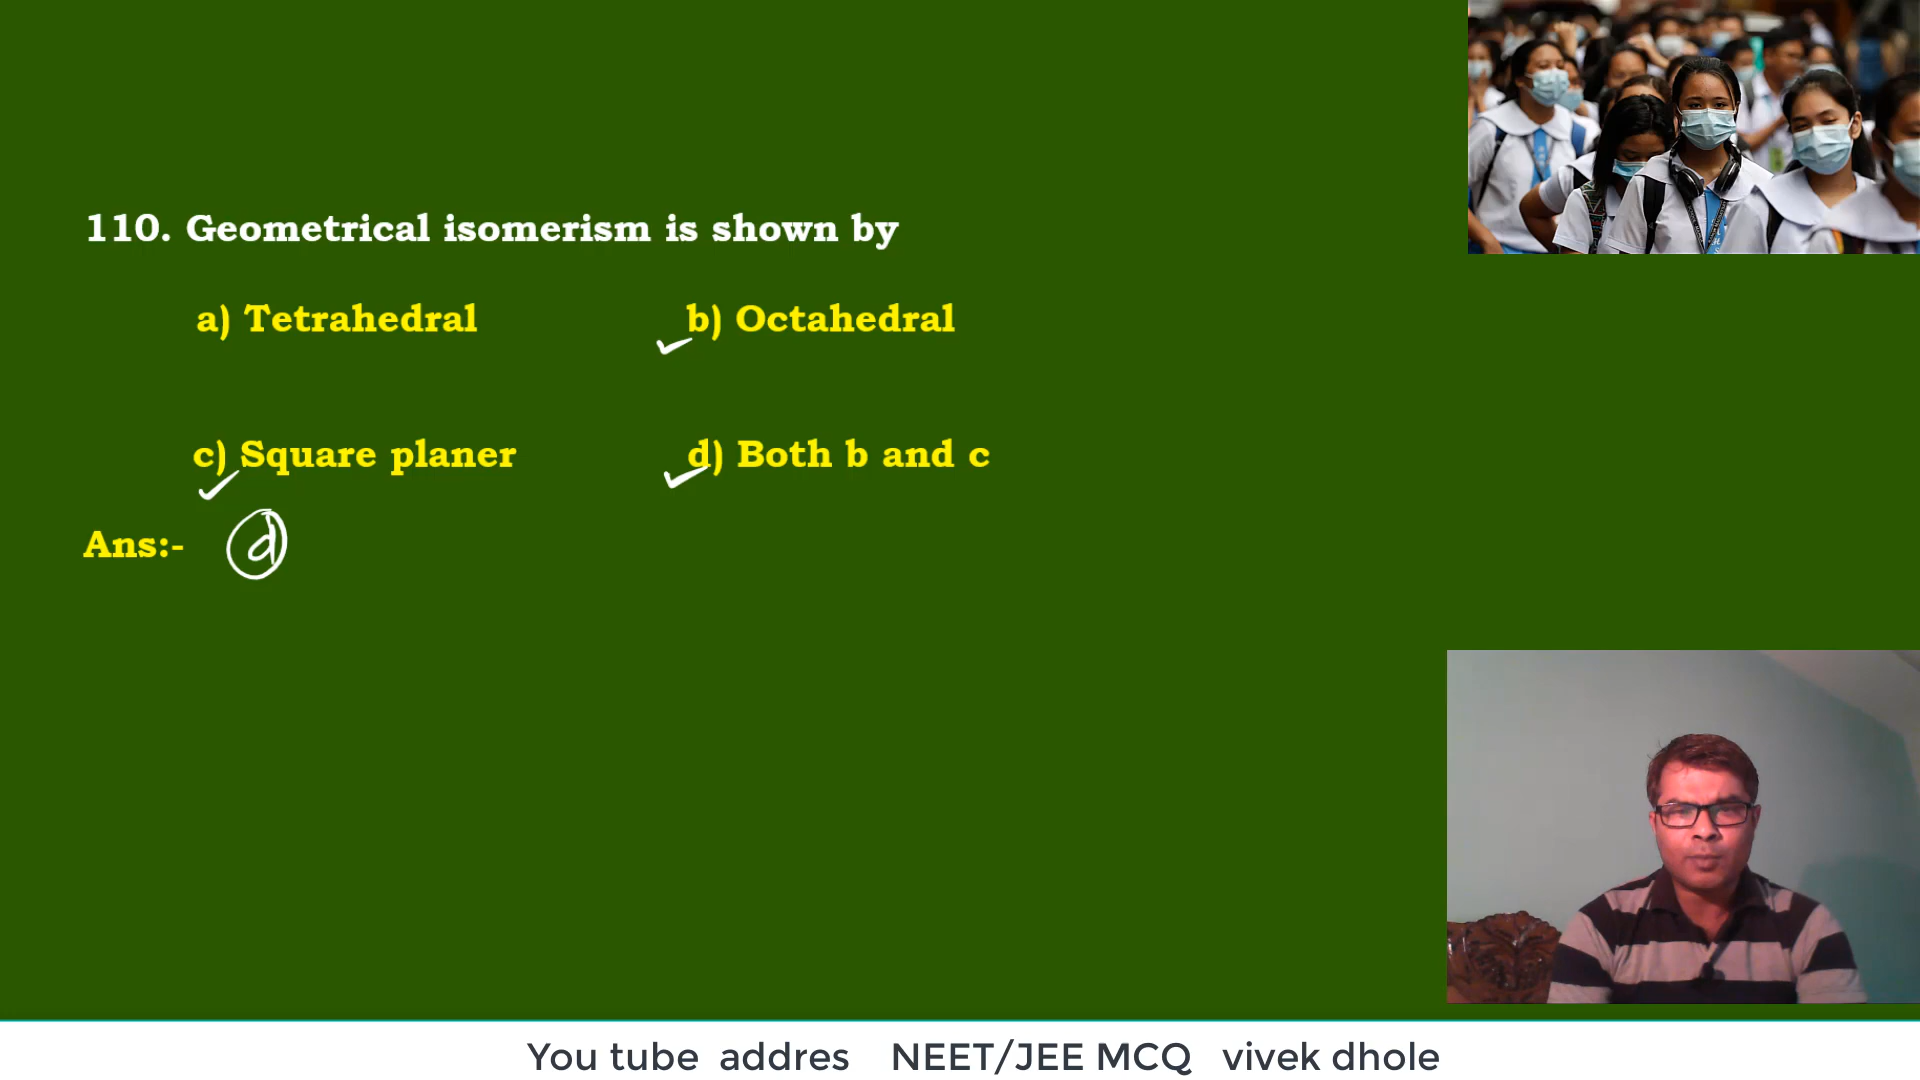 110. Geometrical isomerism is shown by
a) Tetrahedral b) Octahedral
c) Square planer d) Both b and c
Ans:- d
You tube addres NEET/JEE MCQ vivek dhole